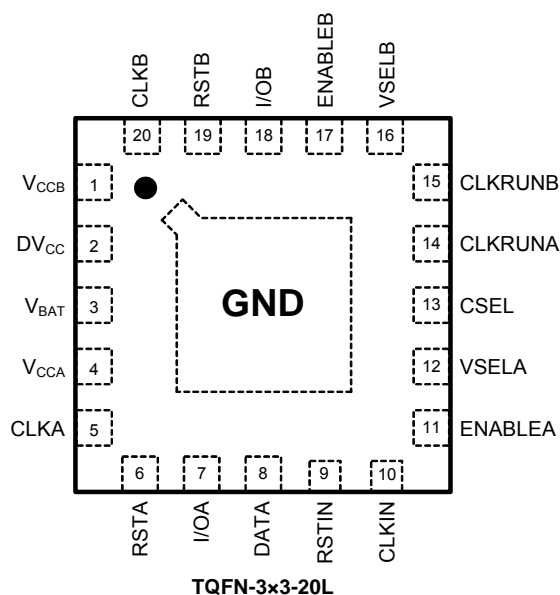 CLKB
RSTB
I/OB
ENABLEB
VSELB
20
19
18
17
16
VCCB 1
15 CLKRUNB
DVCC 2
14 CLKRUNA
VBAT 3
GND
13 CSEL
VCCA 4
12 VSELA
CLKA 5
11 ENABLEA
6
7
8
9
10
RSTA
I/OA
DATA
RSTIN
CLKIN
TQFN-3×3-20L